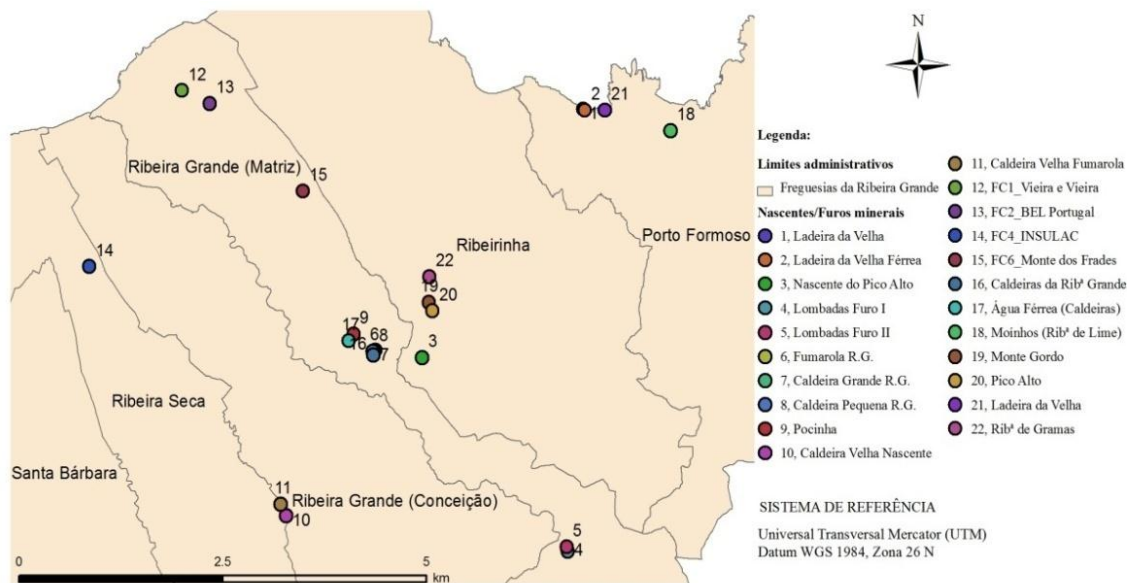 N
12
13
2
1
21
18
Ribeira Grande (Matriz)
15
14
Ribeirinha
Porto Formoso
22
19
20
17
9
16
68
7
3
Ribeira Seca
Santa Bárbara
11
Ribeira Grande (Conceição)
10
5
4
0
2.5
5
km
Legenda:
Limites administrativos
Freguesias da Ribeira Grande
Nascentes/Furos minerais
1, Ladeira da Velha
2, Ladeira da Velha Férrea
3, Nascente do Pico Alto
4, Lombadas Furo I
5, Lombadas Furo II
6, Fumarola R.G.
7, Caldeira Grande R.G.
8, Caldeira Pequena R.G.
9, Pocinha
10, Caldeira Velha Nascente
11, Caldeira Velha Fumarola
12, FC1_Vieira e Vieira
13, FC2_BEL Portugal
14, FC4_INSULAC
15, FC6_Monte dos Frades
16, Caldeiras da Ribª Grande
17, Água Férrea (Caldeiras)
18, Moinhos (Ribª de Lime)
19, Monte Gordo
20, Pico Alto
21, Ladeira da Velha
22, Ribª de Gramas
SISTEMA DE REFERÊNCIA
Universal Transversal Mercator (UTM)
Datum WGS 1984, Zona 26 N